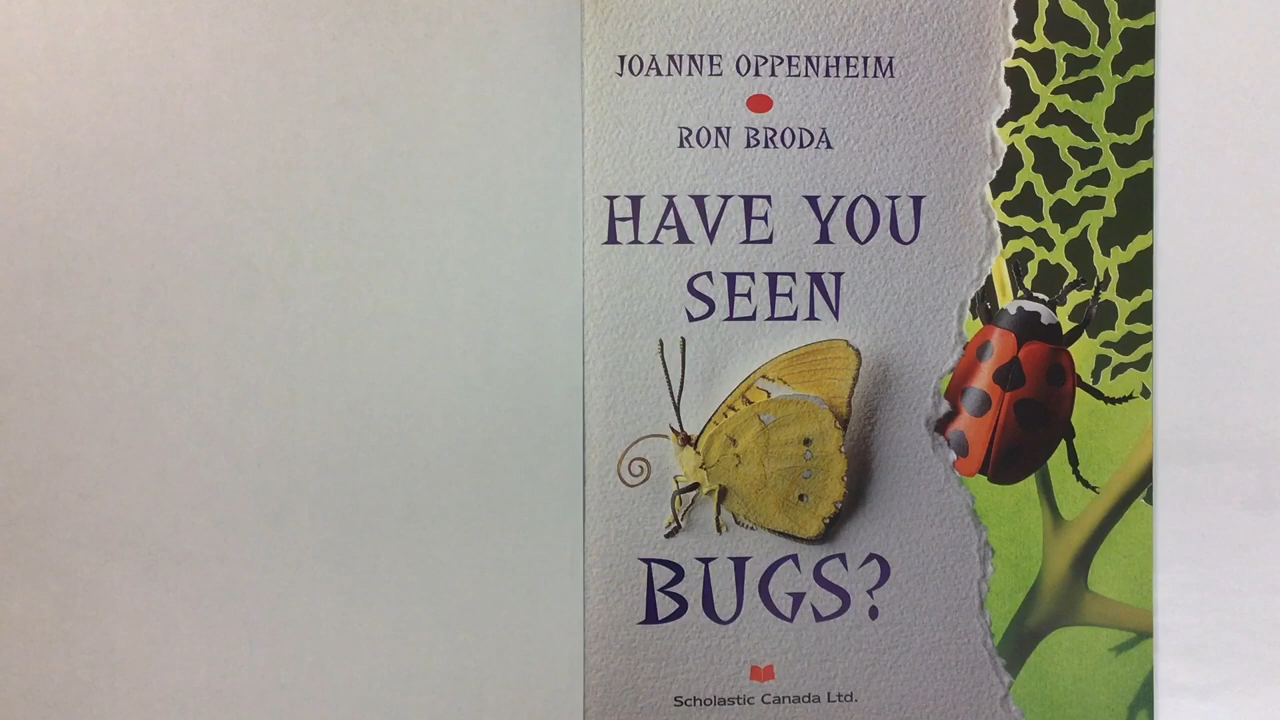 JOANNE OPPENHEIM
RON BRODA
HAVE YOU
SEEN
BUGS?
Scholastic Canada Ltd.